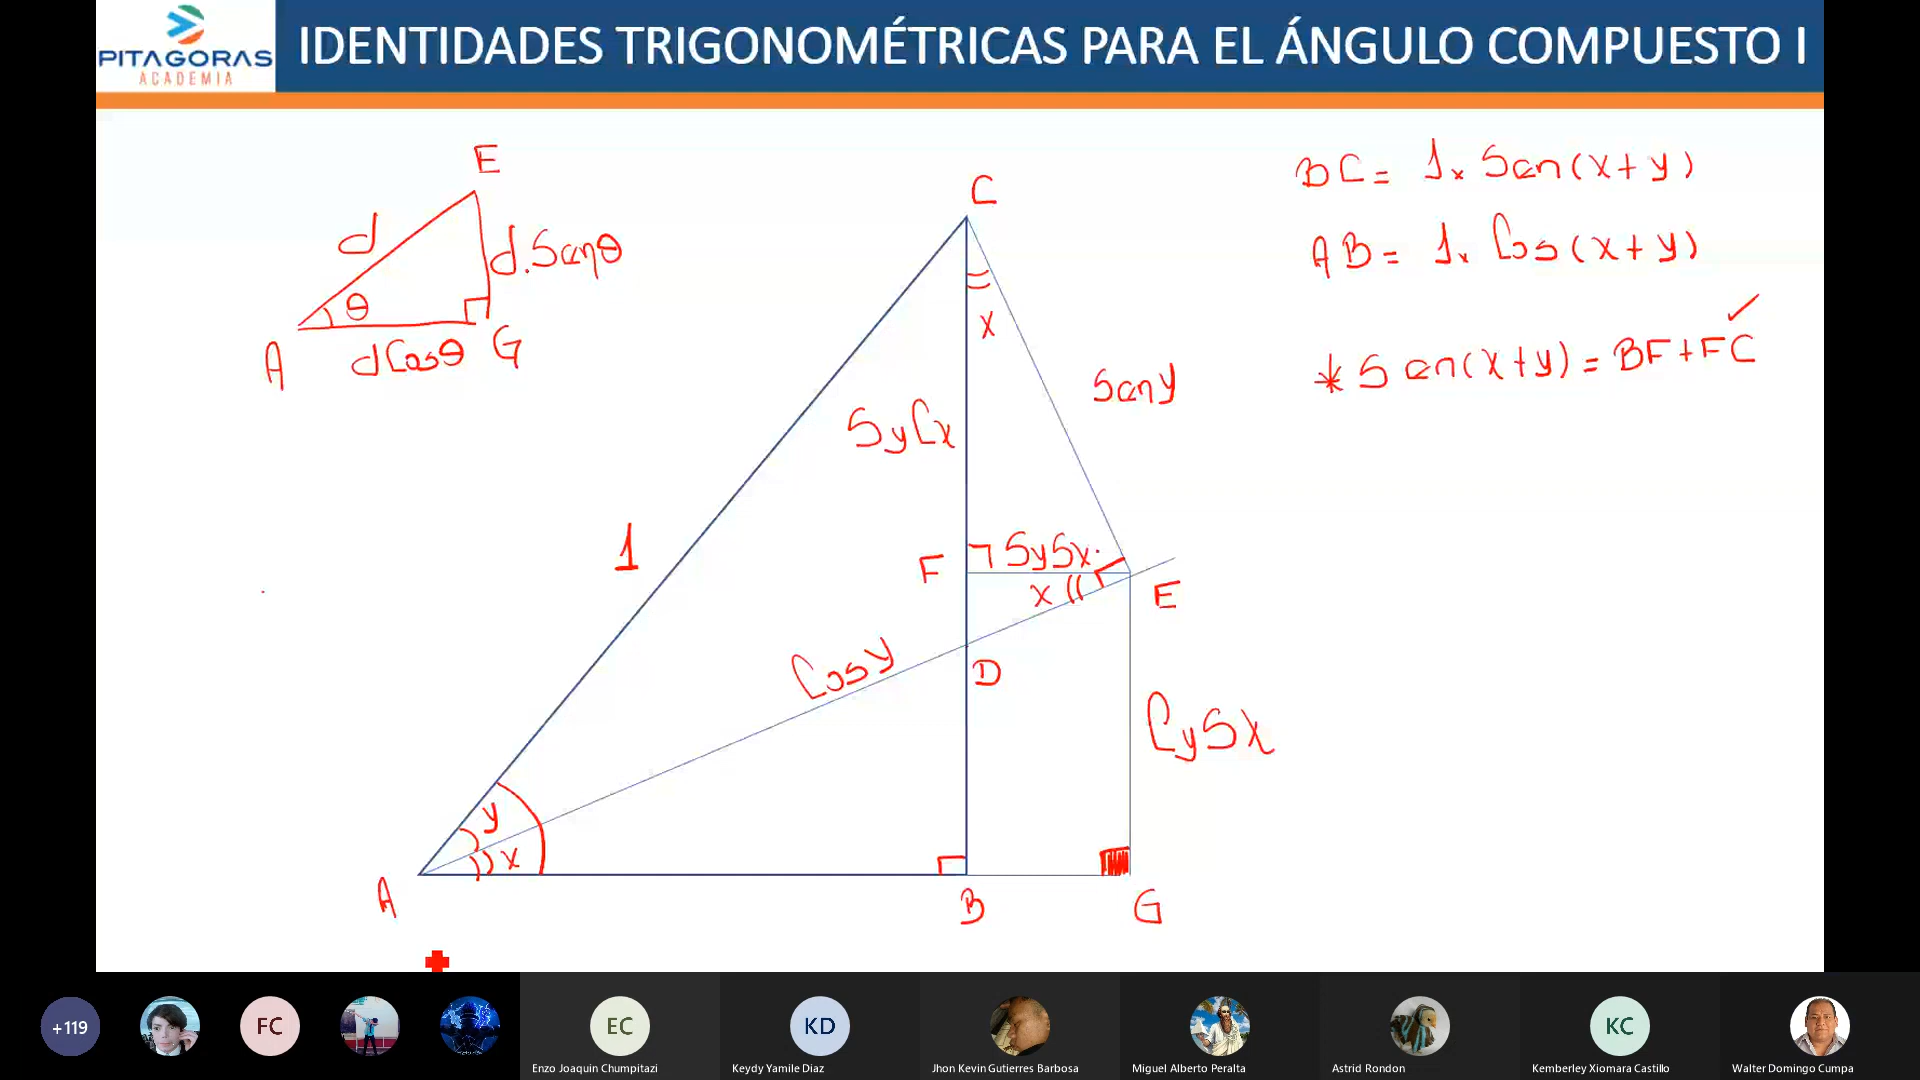 PITAGORAS
ACADEMIA
IDENTIDADES TRIGONOMÉTRICAS PARA EL ÁNGULO COMPUESTO I
E
d
d.Senθ
θ
A
dCosθ
G
C
x
Seny
SyCx
1
F
SySx
x
E
Cosy
D
CySx
y
x
A
B
G
BC = 1x Sen(x+y)
AB = 1x Cos(x+y)
* Sen(x+y) = BF+FC
+119
FC
EC
KD
KC
Enzo Joaquin Chumpitazi
Keydy Yamile Diaz
Jhon Kevin Gutierres Barbosa
Miguel Alberto Peralta
Astrid Rondon
Kemberley Xiomara Castillo
Walter Domingo Cumpa